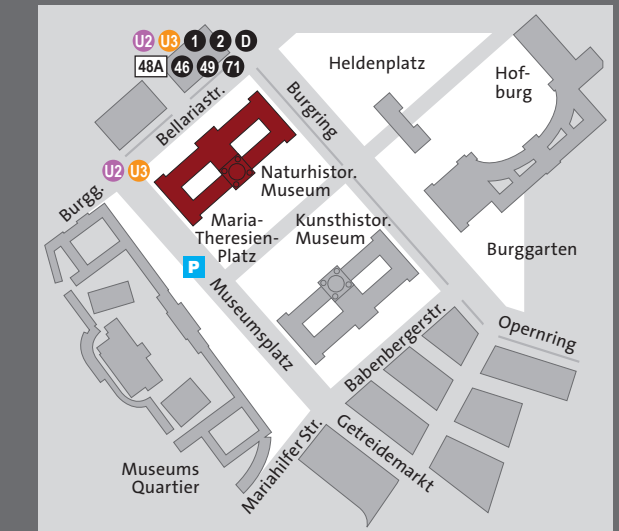 U2 U3 1 2 D
48A 46 49 71
Heldenplatz
Hof-
burg
Burgring
Bellariastr.
U2 U3
Naturhistor.
Museum
Burgg.
Maria-
Theresien-
Platz
Kunsthistor.
Museum
Burggarten
P
Museumsplatz
Babenbergerstr.
Opernring
Getreidemarkt
Mariahilfer Str.
Museums
Quartier